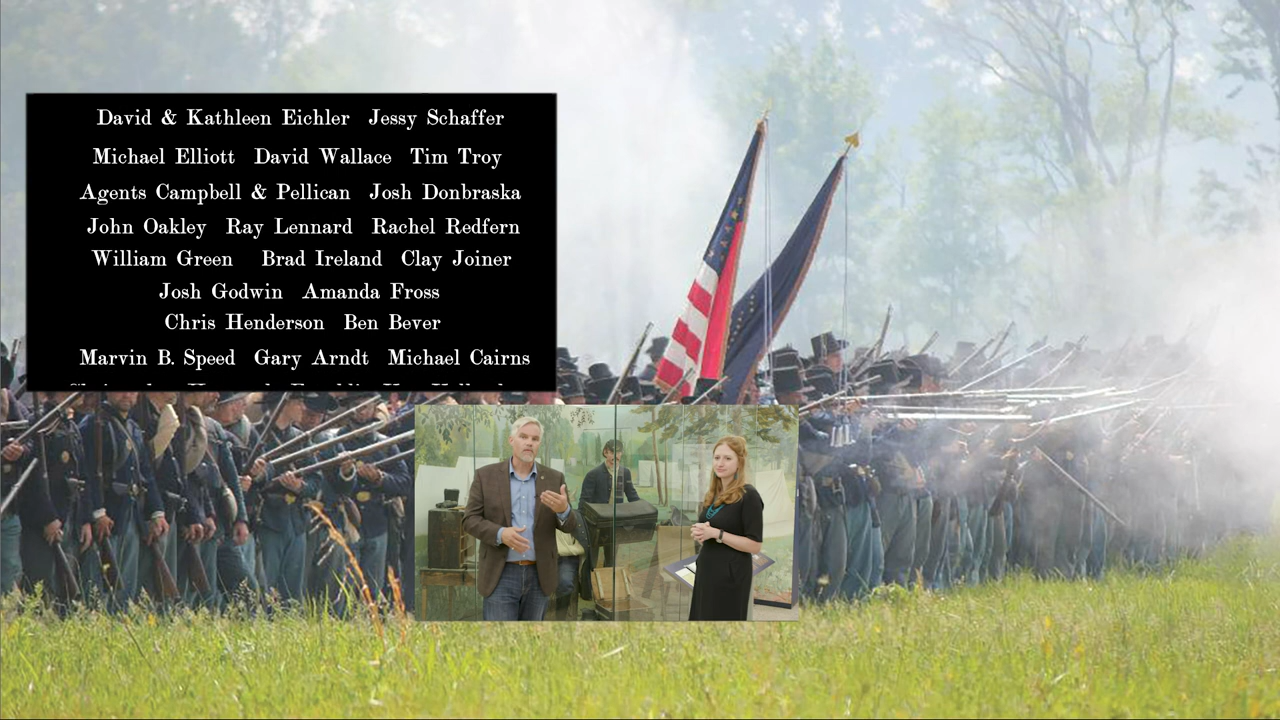 David & Kathleen Eichler Jessy Schaffer
Michael Elliott David Wallace Tim Troy
Agents Campbell & Pellican Josh Donbraska
John Oakley Ray Lennard Rachel Redfern
William Green Brad Ireland Clay Joiner
Josh Godwin Amanda Fross
Chris Henderson Ben Bever
Marvin B. Speed Gary Arndt Michael Cairns